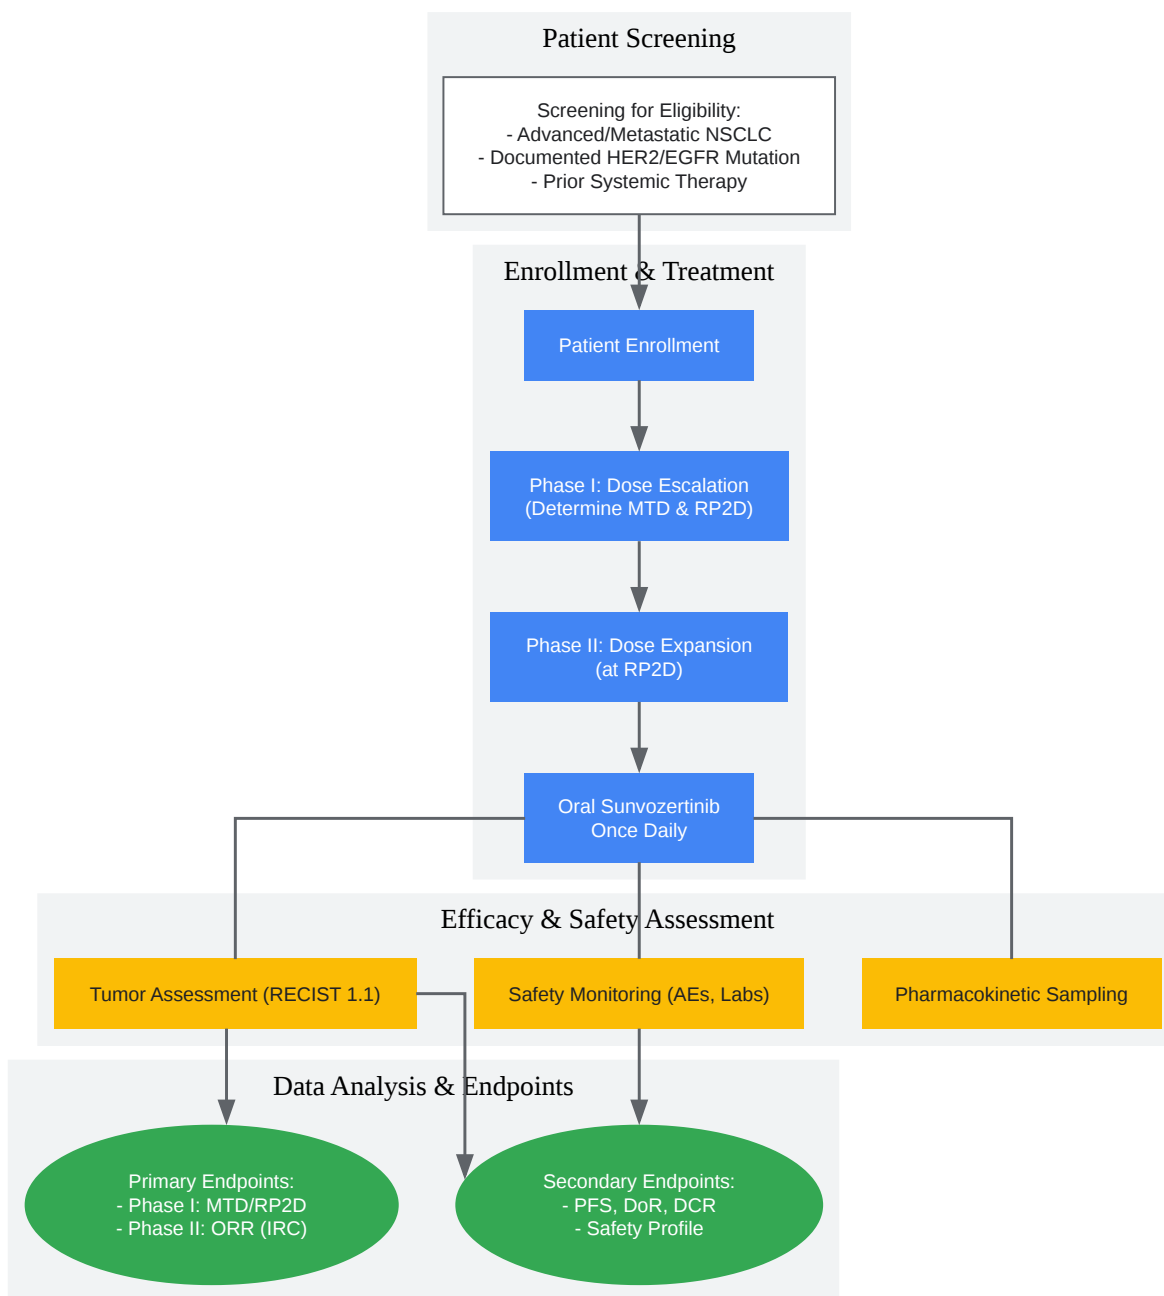 Patient Screening
Screening for Eligibility:
- Advanced/Metastatic NSCLC
- Documented HER2/EGFR Mutation
- Prior Systemic Therapy
Enrollment & Treatment
Patient Enrollment
Phase I: Dose Escalation
(Determine MTD & RP2D)
Phase II: Dose Expansion
(at RP2D)
Oral Sunvozertinib
Once Daily
Efficacy & Safety Assessment
Tumor Assessment (RECIST 1.1)
Safety Monitoring (AEs, Labs)
Pharmacokinetic Sampling
Data Analysis & Endpoints
Primary Endpoints:
- Phase I: MTD/RP2D
- Phase II: ORR (IRC)
Secondary Endpoints:
- PFS, DoR, DCR
- Safety Profile